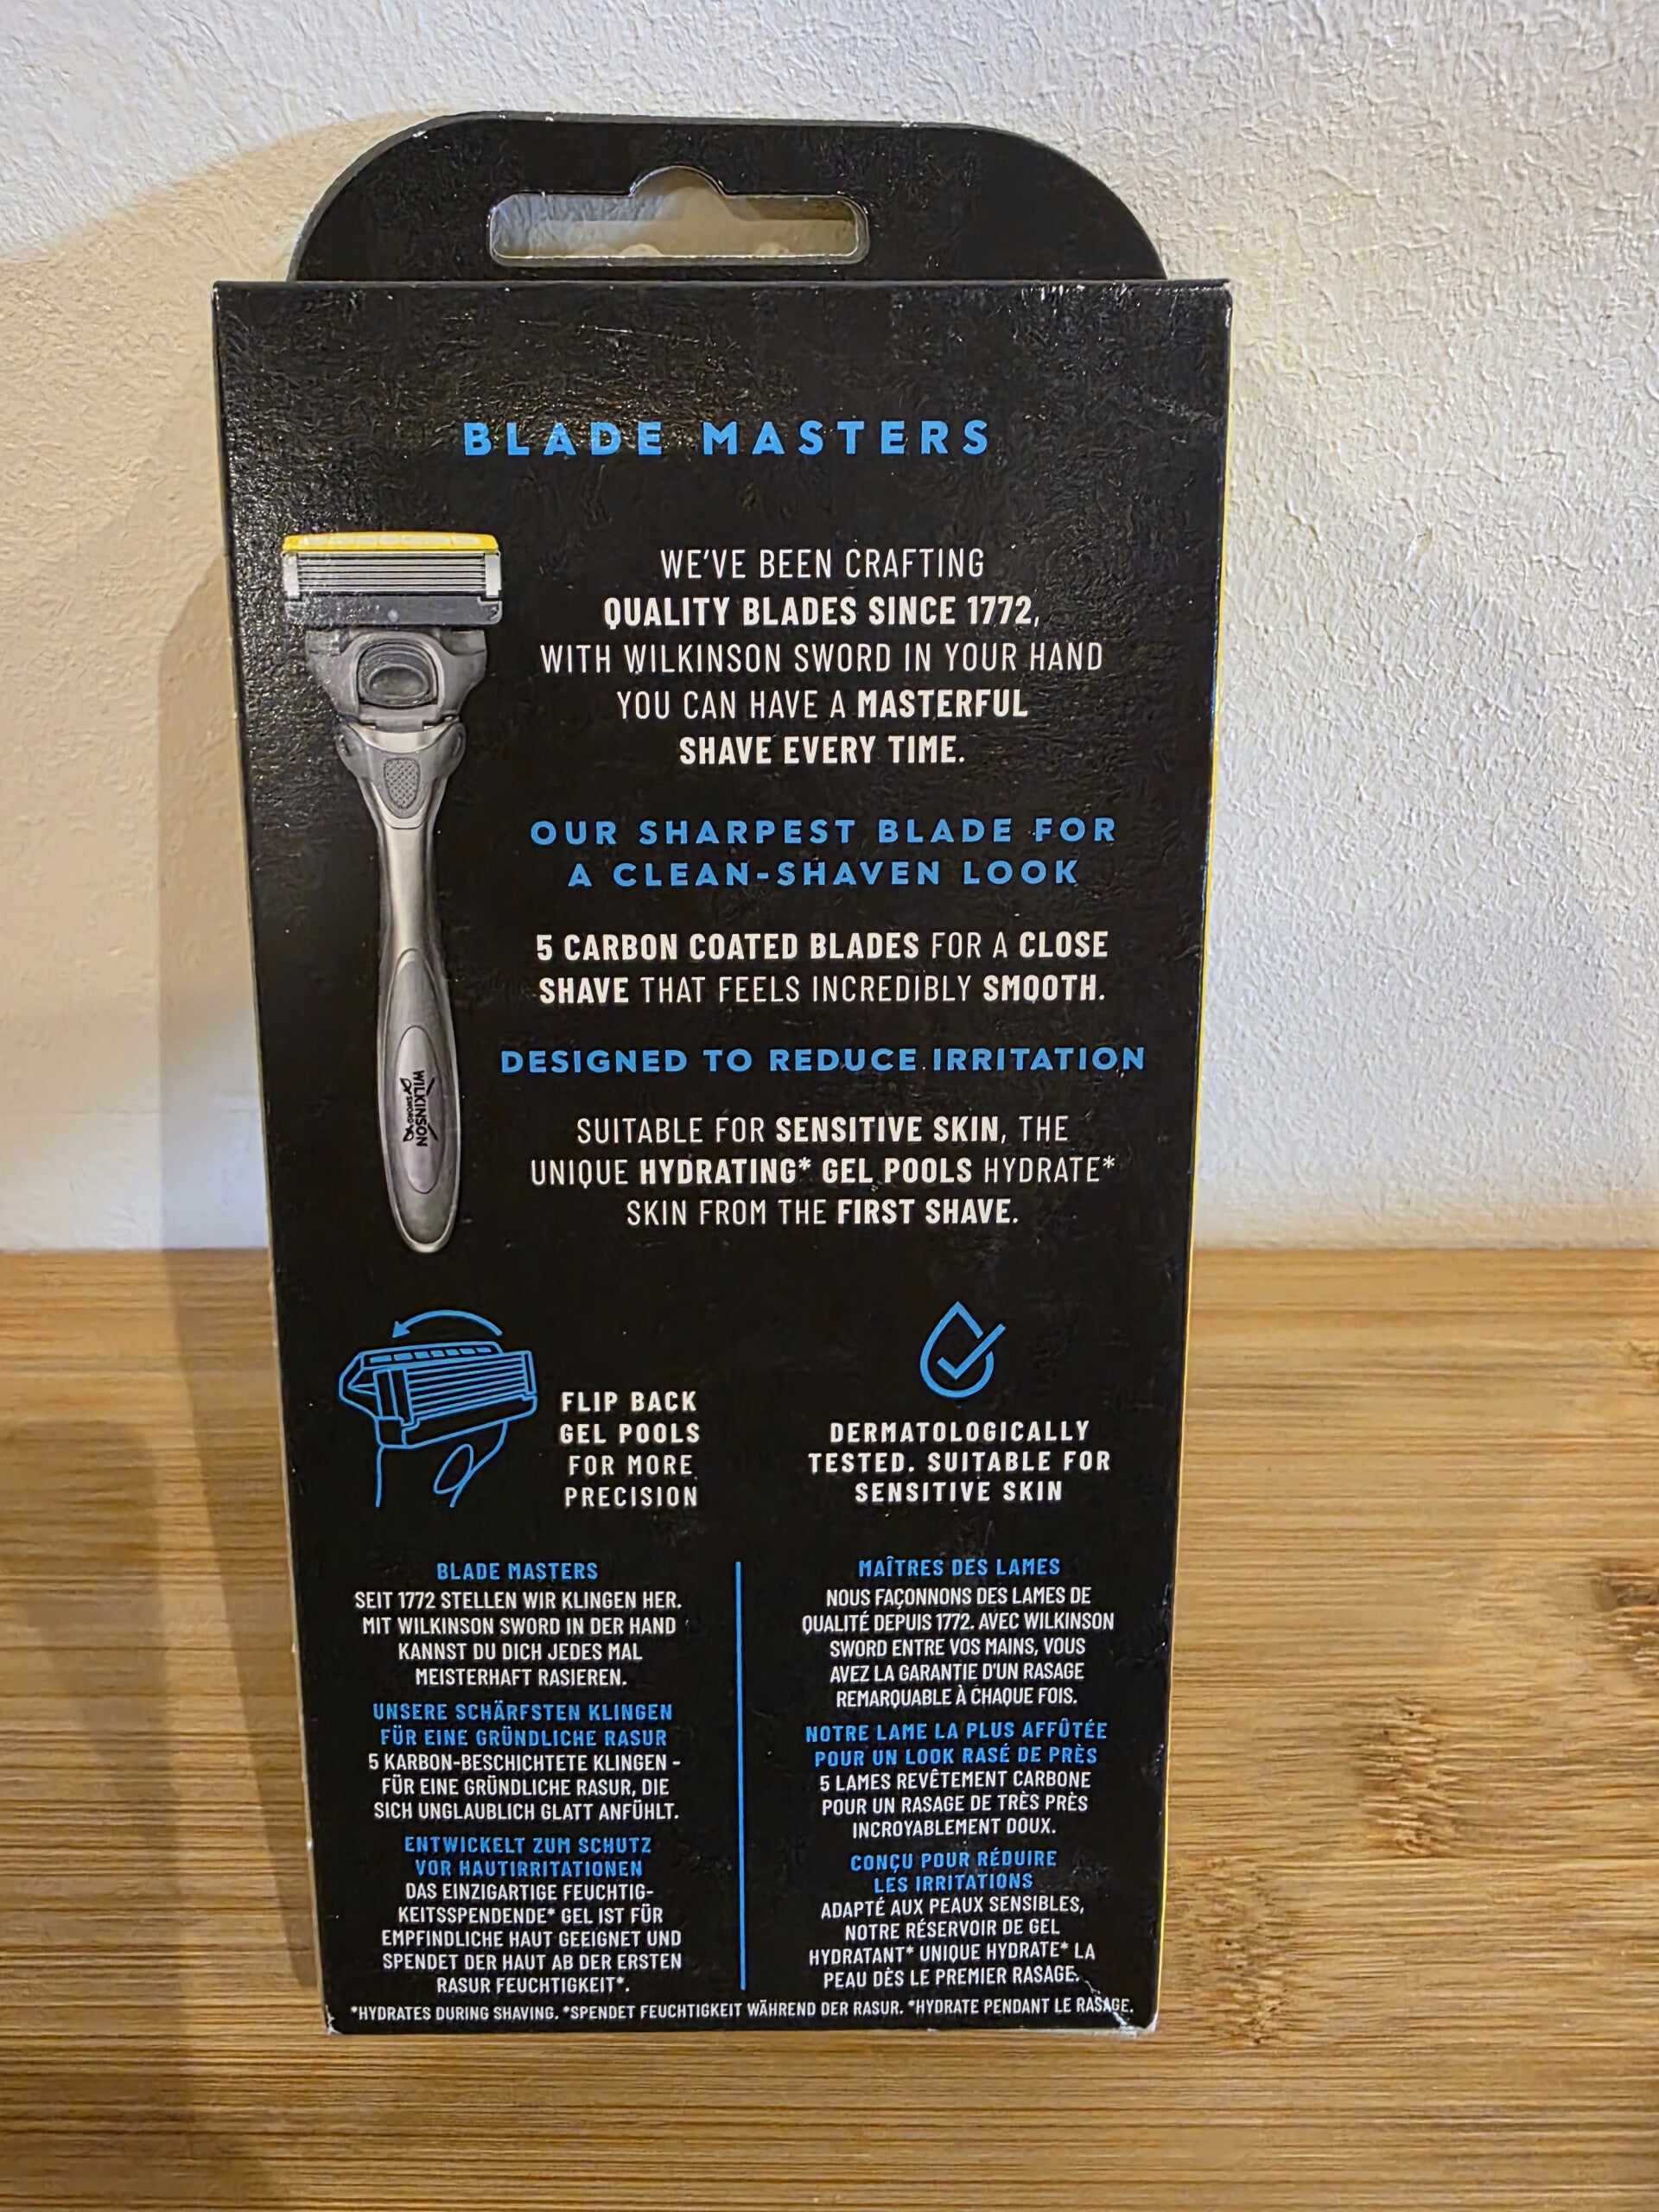 BLADE MASTERS
WE'VE BEEN CRAFTING
QUALITY BLADES SINCE 1772,
WITH WILKINSON SWORD IN YOUR HAND
YOU CAN HAVE A MASTERFUL
SHAVE EVERY TIME.
OUR SHARPEST BLADE FOR
A CLEAN-SHAVEN LOOK
5 CARBON COATED BLADES FOR A CLOSE
SHAVE THAT FEELS INCREDIBLY SMOOTH.
DESIGNED TO REDUCE IRRITATION
WILKINSON
SWORD
SUITABLE FOR SENSITIVE SKIN, THE
UNIQUE HYDRATING* GEL POOLS HYDRATE*
SKIN FROM THE FIRST SHAVE.
FLIP BACK
GEL POOLS
FOR MORE
PRECISION
DERMATOLOGICALLY
TESTED. SUITABLE FOR
SENSITIVE SKIN
BLADE MASTERS
SEIT 1772 STELLEN WIR KLINGEN HER.
MIT WILKINSON SWORD IN DER HAND
KANNST DU DICH JEDES MAL
MEISTERHAFT RASIEREN.
UNSERE SCHÄRFSTEN KLINGEN
FÜR EINE GRÜNDLICHE RASUR
5 KARBON-BESCHICHTETE KLINGEN -
FÜR EINE GRÜNDLICHE RASUR, DIE
SICH UNGLAUBLICH GLATT ANFÜHLT.
ENTWICKELT ZUM SCHUTZ
VOR HAUTIRRITATIONEN
DAS EINZIGARTIGE FEUCHTIG-
KEITSSPENDENDE* GEL IST FÜR
EMPFINDLICHE HAUT GEEIGNET UND
SPENDET DER HAUT AB DER ERSTEN
RASUR FEUCHTIGKEIT*.
MAÎTRES DES LAMES
NOUS FAÇONNONS DES LAMES DE
QUALITÉ DEPUIS 1772. AVEC WILKINSON
SWORD ENTRE VOS MAINS, VOUS
AVEZ LA GARANTIE D'UN RASAGE
REMARQUABLE À CHAQUE FOIS.
NOTRE LAME LA PLUS AFFÛTÉE
POUR UN LOOK RASÉ DE PRÈS
5 LAMES REVÊTEMENT CARBONE
POUR UN RASAGE DE TRÈS PRÈS
INCROYABLEMENT DOUX.
CONÇU POUR RÉDUIRE
LES IRRITATIONS
ADAPTÉ AUX PEAUX SENSIBLES,
NOTRE RÉSERVOIR DE GEL
HYDRATANT* UNIQUE HYDRATE* LA
PEAU DÈS LE PREMIER RASAGE.
*HYDRATES DURING SHAVING. *SPENDET FEUCHTIGKEIT WÄHREND DER RASUR. *HYDRATE PENDANT LE RASAGE.